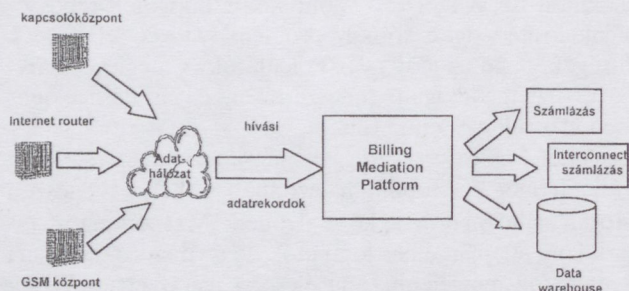 kapcsolóközpont
Internet router
GSM központ
Adat-
hálózat
hívási
adatrekordok
Billing
Mediation
Platform
Számlázás
Interconnect
számlázás
Data
warehouse